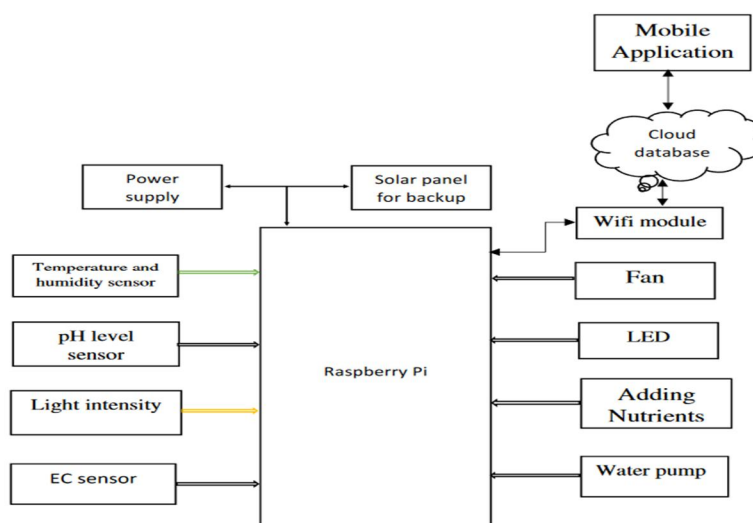 Mobile
Application
Cloud
database
Power
supply
Solar panel
for backup
Wifi module
Temperature and
humidity sensor
Fan
pH level
sensor
LED
Raspberry Pi
Light intensity
Adding
Nutrients
EC sensor
Water pump